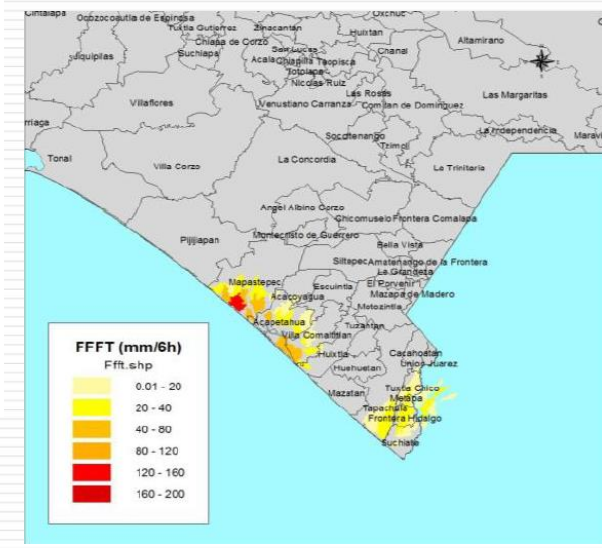 Cintalapa
Ocozocoautla de Espinosa
Tuxtla Gutierrez
Zinacantan
Oxchuc
Chiapa de Corzo
Huixtan
Altamirano
Jiquipilas
Suchiapa
San Lucas
Chanal
Acala
Chiapilla
Teopisca
Totolapa
Nicolas Ruiz
Las Rosas
Las Margaritas
Villaflores
Venustiano Carranza
Comitan de Dominguez
rriaga
Socoltenango
La Independencia
Marav
Tzimol
Tonal
Villa Corzo
La Concordia
La Trinitaria
Angel Albino Corzo
Chicomuselo
Frontera Comalapa
Montecristo de Guerrero
Pijijiapan
Bella Vista
Siltepec
Amatenango de la Frontera
La Grandeza
Mapastepec
Escuintla
El Porvenir
Acacoyagua
Mazapa de Madero
Motozintla
Acapetahua
Tuzantan
Villa Comaltitlan
Huixtla
Cacahoatan
Union Juarez
Huehuetan
Mazatan
Tuxtla Chico
Metapa
Tapachula
Frontera Hidalgo
Suchiate
FFFT (mm/6h)
Ffft.shp
0.01 - 20
20 - 40
40 - 80
80 - 120
120 - 160
160 - 200